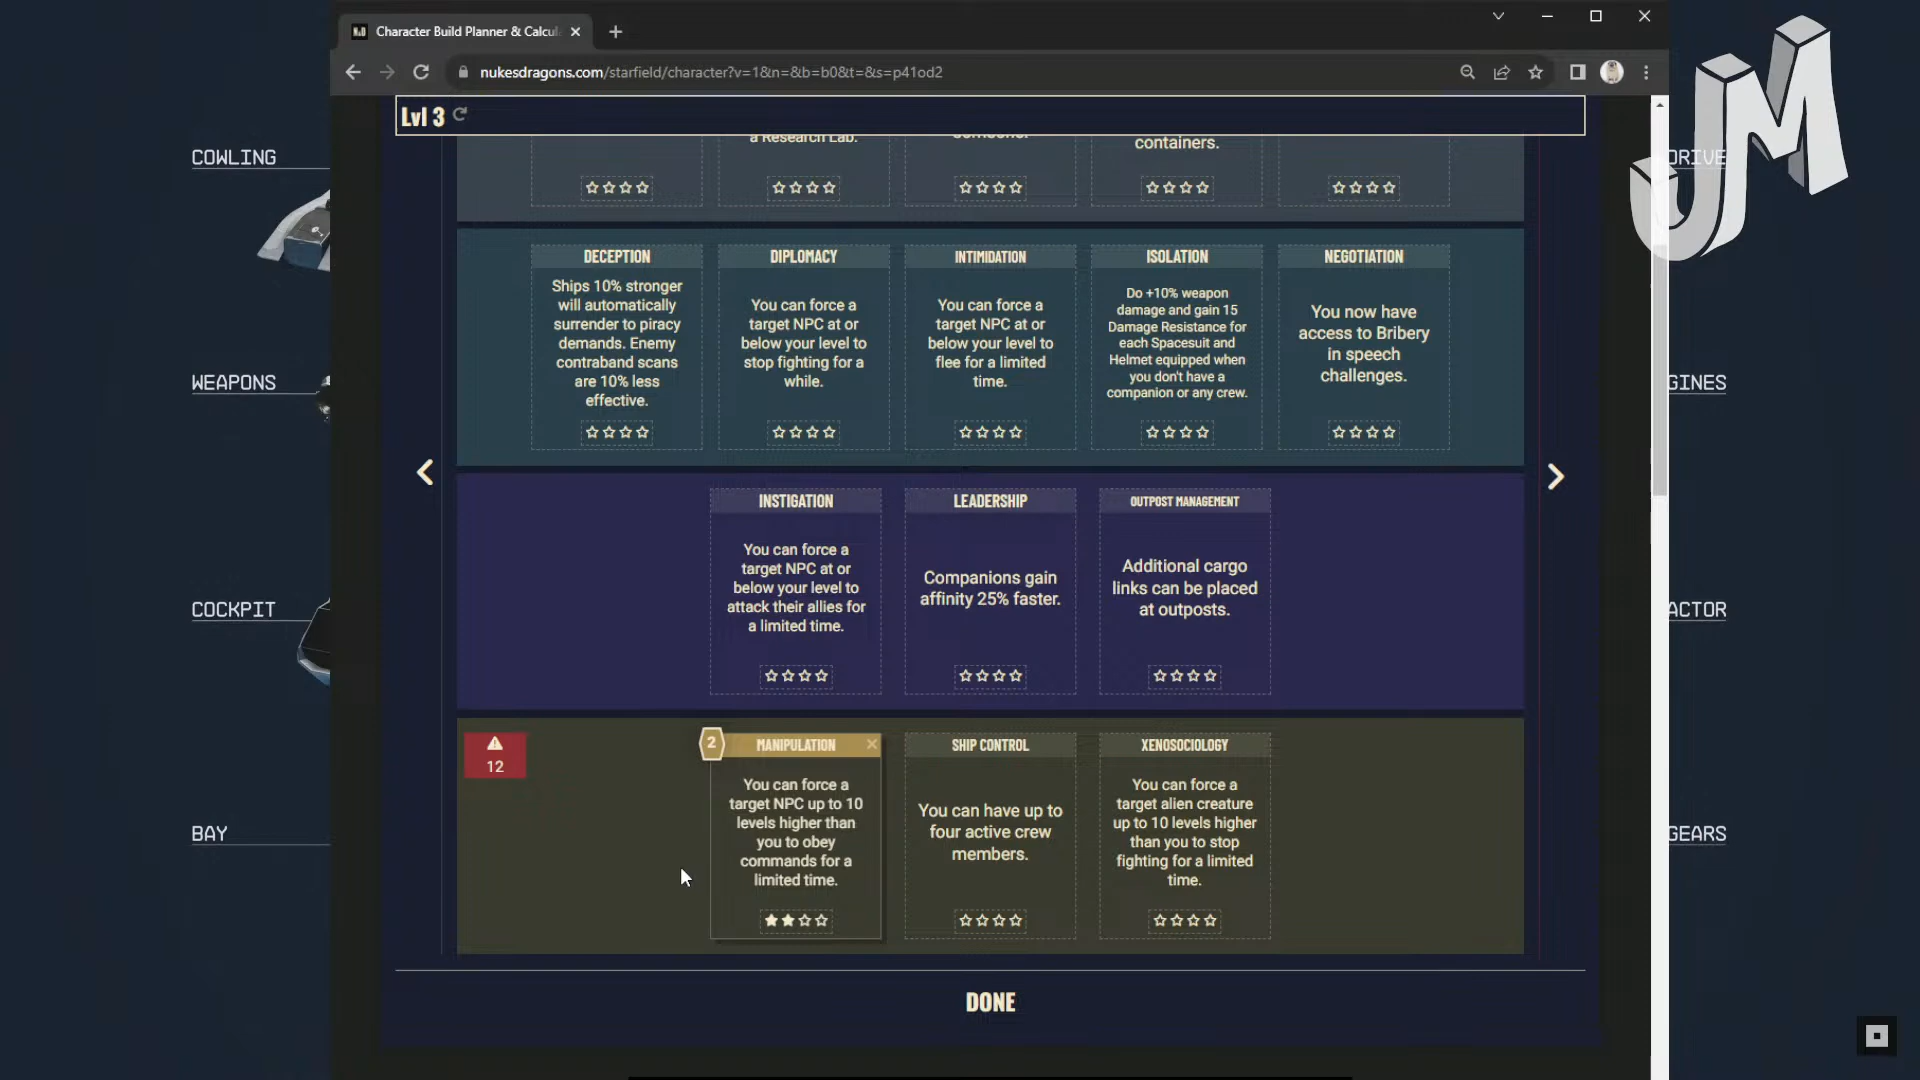 Character Build Planner & Calcul
nukesdragons.com/starfield/character?v=1&n=&b=b0&t=&s=p41od2
JM
Lvl 3
a Research Lab.
containers.
COWLING
WEAPONS
COCKPIT
BAY
DRIVE
GINES
ACTOR
GEARS
DECEPTION
Ships 10% stronger
will automatically
surrender to piracy
demands. Enemy
contraband scans
are 10% less
effective.
DIPLOMACY
You can force a
target NPC at or
below your level to
stop fighting for a
while.
INTIMIDATION
You can force a
target NPC at or
below your level to
flee for a limited
time.
ISOLATION
Do +10% weapon
damage and gain 15
Damage Resistance for
each Spacesuit and
Helmet equipped when
you don't have a
companion or any crew.
NEGOTIATION
You now have
access to Bribery
in speech
challenges.
INSTIGATION
You can force a
target NPC at or
below your level to
attack their allies for
a limited time.
LEADERSHIP
Companions gain
affinity 25% faster.
OUTPOST MANAGEMENT
Additional cargo
links can be placed
at outposts.
12
2
MANIPULATION
You can force a
target NPC up to 10
levels higher than
you to obey
commands for a
limited time.
SHIP CONTROL
You can have up to
four active crew
members.
XENOSOCIOLOGY
You can force a
target alien creature
up to 10 levels higher
than you to stop
fighting for a limited
time.
DONE